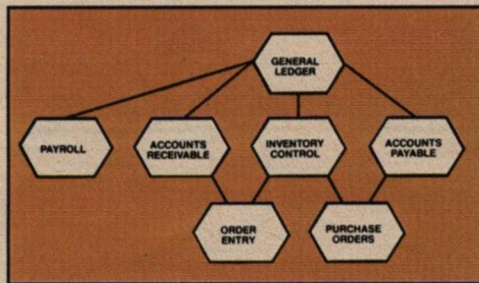 GENERAL
LEDGER
PAYROLL
ACCOUNTS
RECEIVABLE
INVENTORY
CONTROL
ACCOUNTS
PAYABLE
ORDER
ENTRY
PURCHASE
ORDERS